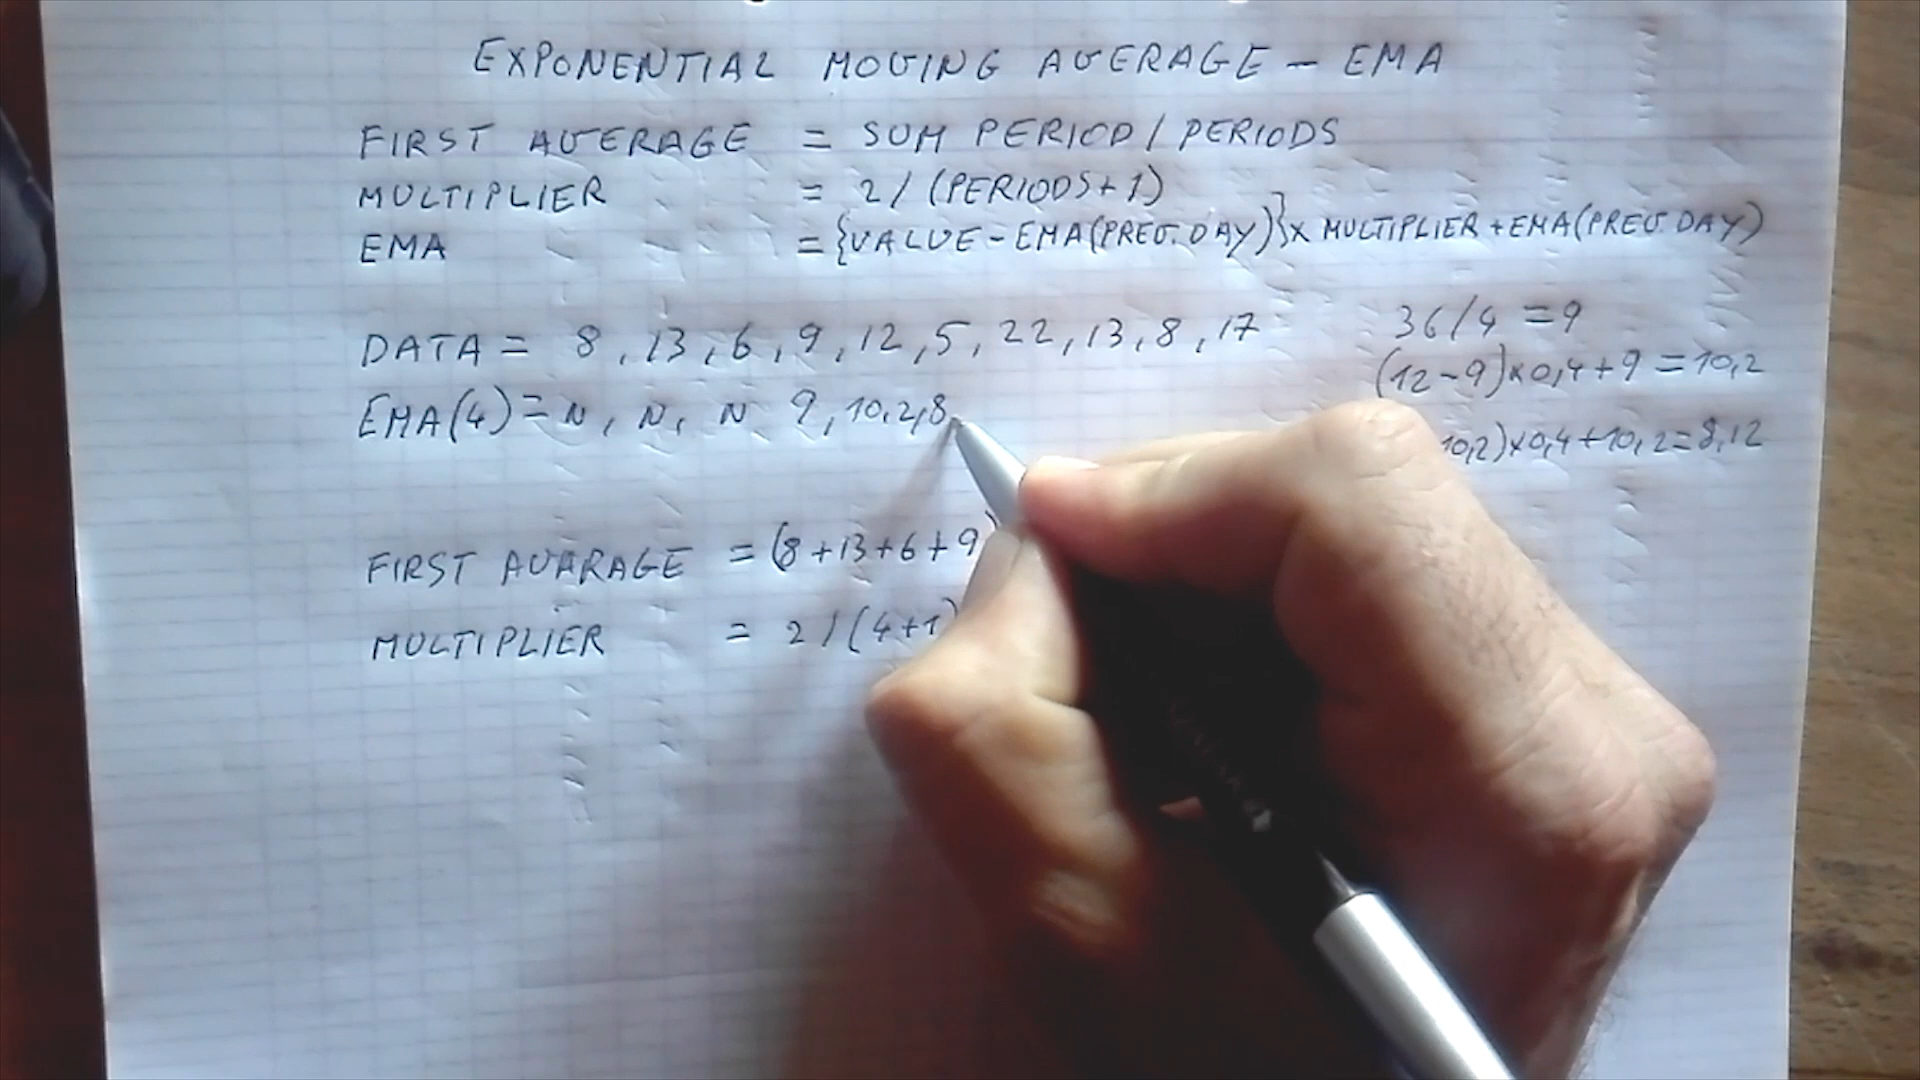 EXPONENTIAL MOVING AVERAGE - EMA
FIRST AVERAGE = SUM PERIOD / PERIODS
MULTIPLIER = 2 / (PERIODS + 1)
EMA = {VALUE - EMA(PREV. DAY)} x MULTIPLIER + EMA(PREV. DAY)
DATA = 8, 13, 6, 9, 12, 5, 22, 13, 8, 17
36 / 4 = 9
(12 - 9) x 0,4 + 9 = 10,2
EMA(4) = N, N, N 9, 10,2, 8,
10,2) x 0,4 + 10,2 = 8,12
FIRST AVARAGE = (8 + 13 + 6 + 9)
MULTIPLIER = 2 / (4 + 1)